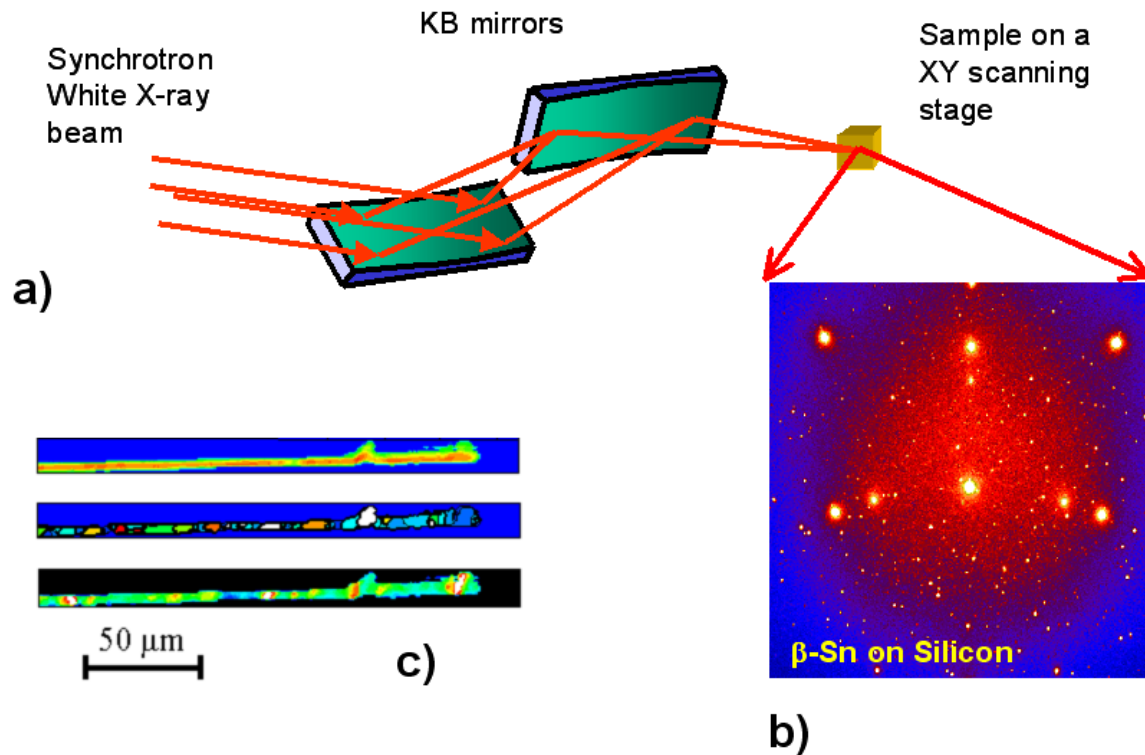 KB mirrors
Synchrotron
White X-ray
beam
Sample on a
XY scanning
stage
a)
50 µm
c)
β-Sn on Silicon
b)